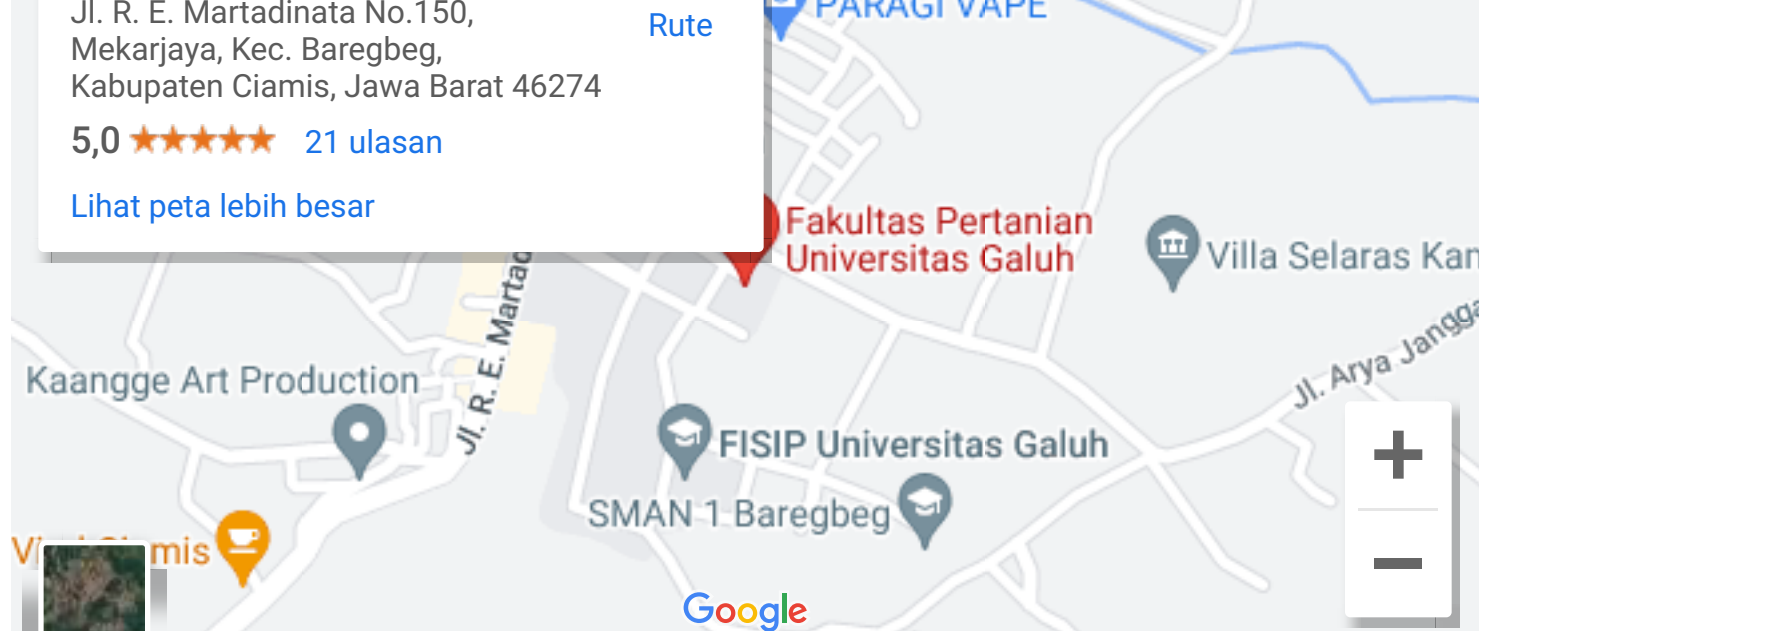 Jl. R. E. Martadinata No.150,
Mekarjaya, Kec. Baregbeg,
Kabupaten Ciamis, Jawa Barat 46274
Rute
5,0
21 ulasan
Lihat peta lebih besar
PARAGI VAPE
Fakultas Pertanian
Universitas Galuh
Villa Selaras
Jl. R. E.
Kaangge Art Production
Jl. Arya
FISIP Universitas Galuh
SMAN 1 Baregbeg
Google